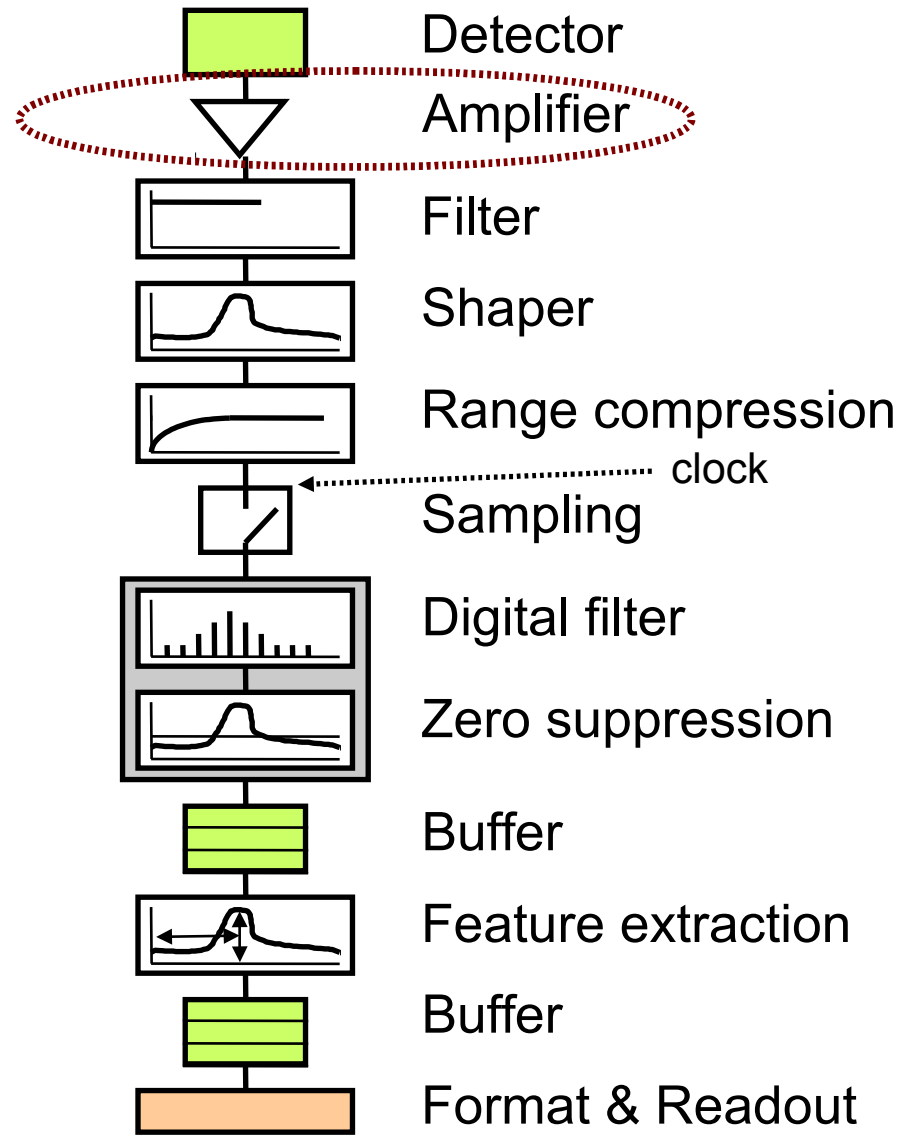 Detector
Amplifier
Filter
Shaper
Range compression
clock
Sampling
Digital filter
Zero suppression
Buffer
Feature extraction
Buffer
Format & Readout